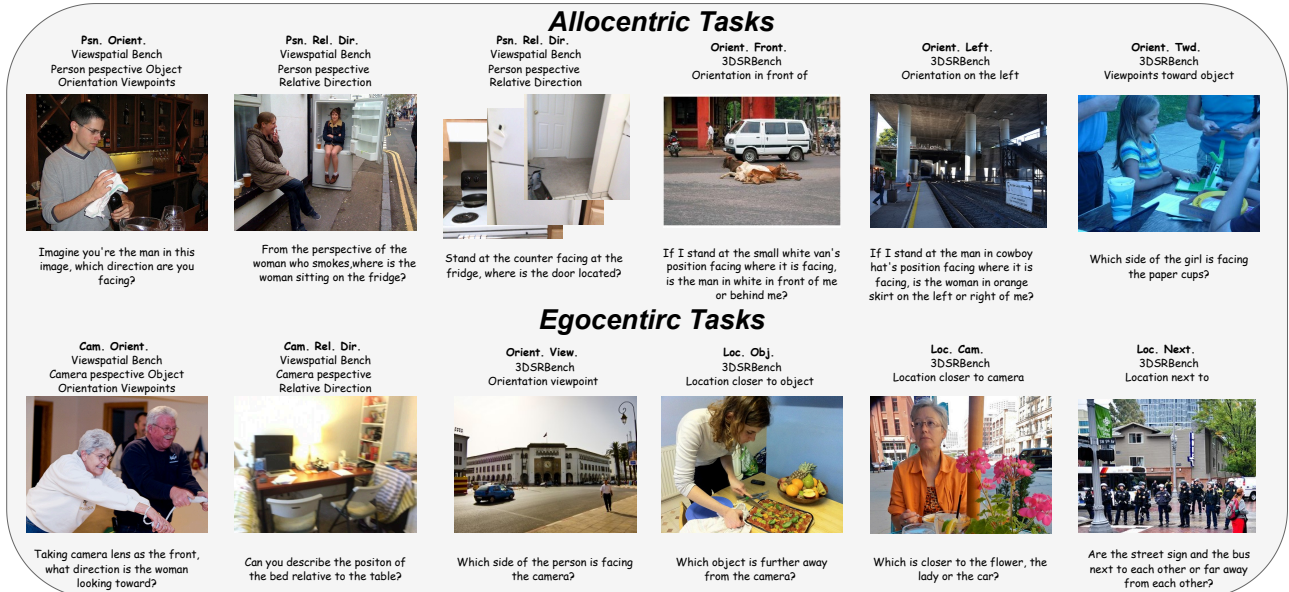 Allocentric Tasks
Psn. Orient.
Viewspatial Bench
Person pespective Object
Orientation Viewpoints
Psn. Rel. Dir.
Viewspatial Bench
Person pespective
Relative Direction
Psn. Rel. Dir.
Viewspatial Bench
Person pespective
Relative Direction
Orient. Front.
3DSRBench
Orientation in front of
Orient. Left.
3DSRBench
Orientation on the left
Orient. Twd.
3DSRBench
Viewpoints toward object
Imagine you're the man in this
image, which direction are you
facing?
From the perspective of the
woman who smokes,where is the
woman sitting on the fridge?
Stand at the counter facing at the
fridge, where is the door located?
If I stand at the small white van's
position facing where it is facing,
is the man in white in front of me
or behind me?
If I stand at the man in cowboy
hat's position facing where it is
facing, is the woman in orange
skirt on the left or right of me?
Which side of the girl is facing
the paper cups?
Egocentirc Tasks
Cam. Orient.
Viewspatial Bench
Camera pespective Object
Orientation Viewpoints
Cam. Rel. Dir.
Viewspatial Bench
Camera pespective
Relative Direction
Orient. View.
3DSRBench
Orientation viewpoint
Loc. Obj.
3DSRBench
Location closer to object
Loc. Cam.
3DSRBench
Location closer to camera
Loc. Next.
3DSRBench
Location next to
Taking camera lens as the front,
what direction is the woman
looking toward?
Can you describe the positon of
the bed relative to the table?
Which side of the person is facing
the camera?
Which object is further away
from the camera?
Which is closer to the flower, the
lady or the car?
Are the street sign and the bus
next to each other or far away
from each other?